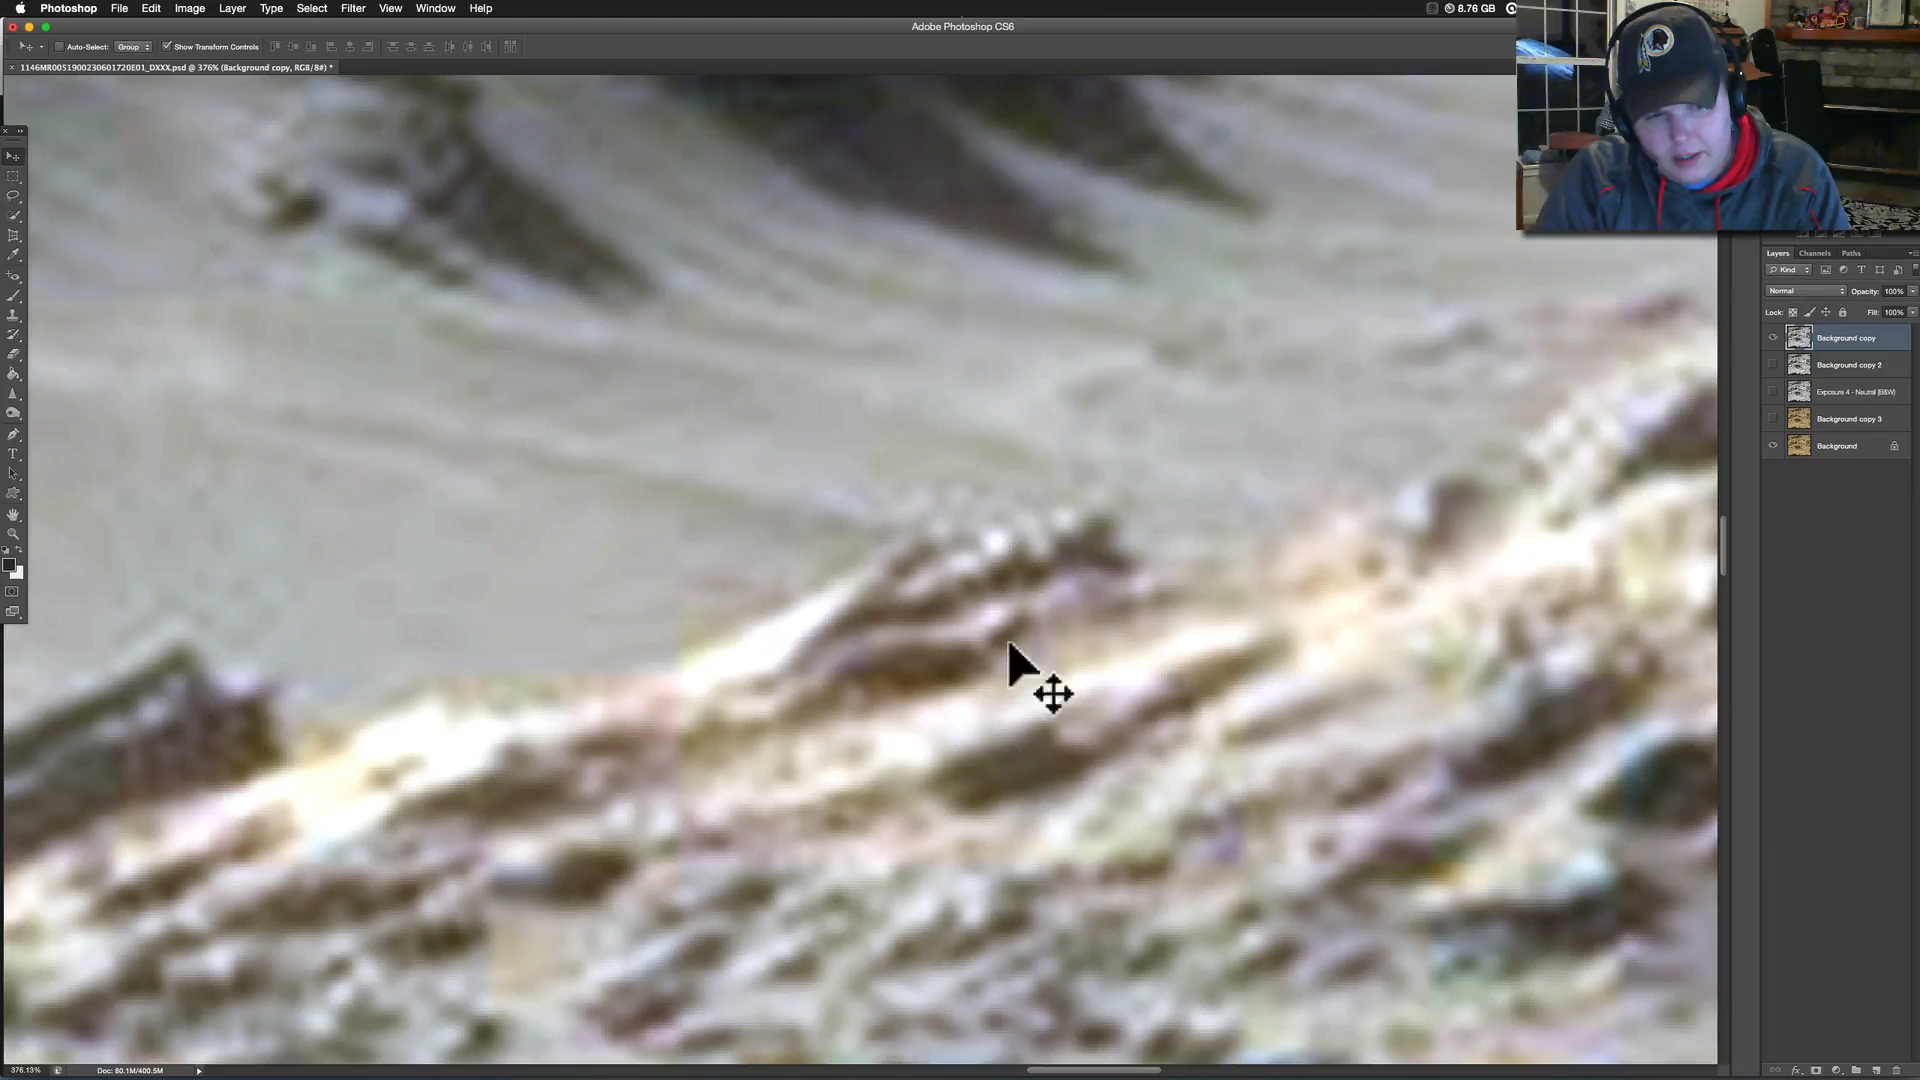 Photoshop File Edit Image Layer Type Select Filter View Window Help 8.76 GB
Adobe Photoshop CS6
Auto-Select: Group Show Transform Controls
1146MR0051900230601720E01_DXXX.psd @ 376% (Background copy, RGB/8#) *
Layers Channels Paths
Kind
Normal Opacity: 100%
Lock: Fill: 100%
Background copy
Background copy 2
Exposure 4 - Neutral (B&W)
Background copy 3
Background
376.13% Doc: 80.1M/400.5M
fx